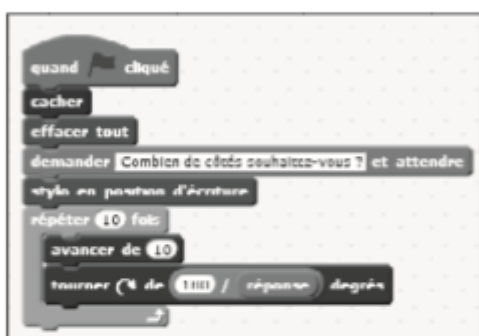 quand cliqué
cacher
effacer tout
demander Combien de côtés souhaitez-vous ? et attendre
stylo en position d'écriture
répéter 10 fois
avancer de 10
tourner de / réponse degrés